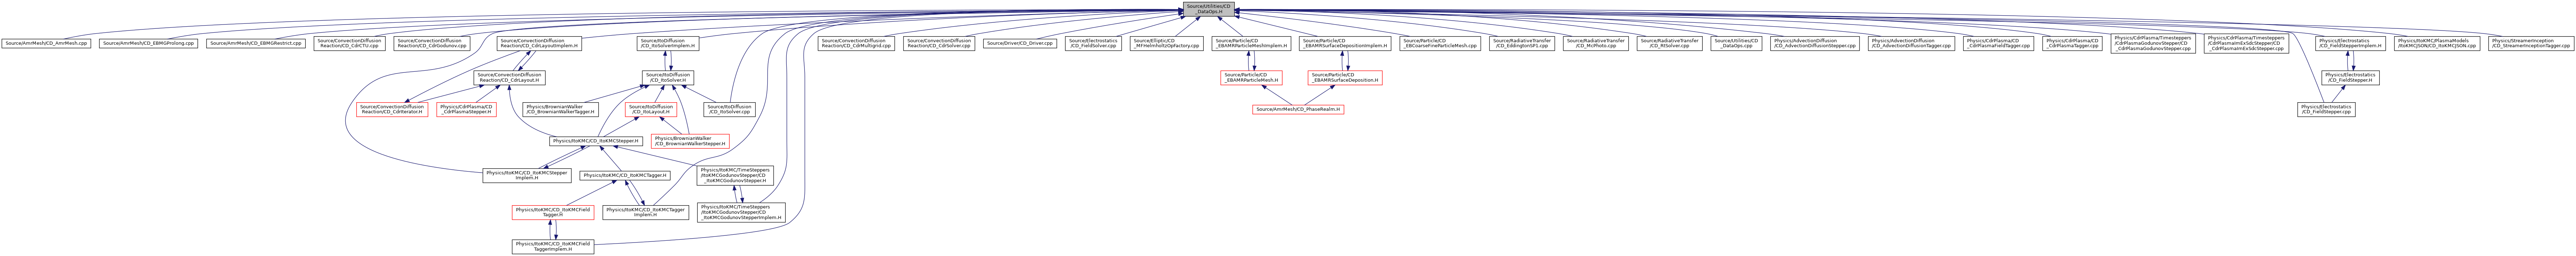 Source/Utilities/CD
_DataOps.H
Source/AmrMesh/CD_AmrMesh.cpp
Source/AmrMesh/CD_EBMGProlong.cpp
Source/AmrMesh/CD_EBMGRestrict.cpp
Source/ConvectionDiffusion
Reaction/CD_CdrCTU.cpp
Source/ConvectionDiffusion
Reaction/CD_CdrGodunov.cpp
Source/ConvectionDiffusion
Reaction/CD_CdrLayoutImplem.H
Source/ItoDiffusion
/CD_ItoSolverImplem.H
Source/ConvectionDiffusion
Reaction/CD_CdrMultigrid.cpp
Source/ConvectionDiffusion
Reaction/CD_CdrSolver.cpp
Source/Driver/CD_Driver.cpp
Source/Electrostatics
/CD_FieldSolver.cpp
Source/Elliptic/CD
_MFHelmholtzOpFactory.cpp
Source/Particle/CD
_EBAMRParticleMeshImplem.H
Source/Particle/CD
_EBAMRSurfaceDepositionImplem.H
Source/Particle/CD
_EBCoarseFineParticleMesh.cpp
Source/RadiativeTransfer
/CD_EddingtonSP1.cpp
Source/RadiativeTransfer
/CD_McPhoto.cpp
Source/RadiativeTransfer
/CD_RtSolver.cpp
Source/Utilities/CD
_DataOps.cpp
Physics/AdvectionDiffusion
/CD_AdvectionDiffusionStepper.cpp
Physics/AdvectionDiffusion
/CD_AdvectionDiffusionTagger.cpp
Physics/CdrPlasma/CD
_CdrPlasmaFieldTagger.cpp
Physics/CdrPlasma/CD
_CdrPlasmaTagger.cpp
Physics/CdrPlasma/Timesteppers
/CdrPlasmaGodunovStepper/CD
_CdrPlasmaGodunovStepper.cpp
Physics/CdrPlasma/Timesteppers
/CdrPlasmaImExSdcStepper/CD
_CdrPlasmaImExSdcStepper.cpp
Physics/Electrostatics
/CD_FieldStepperImplem.H
Physics/ItoKMC/PlasmaModels
/ItoKMCJSON/CD_ItoKMCJSON.cpp
Physics/StreamerInception
/CD_StreamerInceptionTagger.cpp
Source/ConvectionDiffusion
Reaction/CD_CdrLayout.H
Source/ItoDiffusion
/CD_ItoSolver.H
Source/Particle/CD
_EBAMRParticleMesh.H
Source/Particle/CD
_EBAMRSurfaceDeposition.H
Physics/Electrostatics
/CD_FieldStepper.H
Source/ConvectionDiffusion
Reaction/CD_CdrIterator.H
Physics/CdrPlasma/CD
_CdrPlasmaStepper.H
Physics/BrownianWalker
/CD_BrownianWalkerTagger.H
Source/ItoDiffusion
/CD_ItoLayout.H
Source/ItoDiffusion
/CD_ItoSolver.cpp
Source/AmrMesh/CD_PhaseRealm.H
Physics/Electrostatics
/CD_FieldStepper.cpp
Physics/ItoKMC/CD_ItoKMCStepper.H
Physics/BrownianWalker
/CD_BrownianWalkerStepper.H
Physics/ItoKMC/CD_ItoKMCStepper
Implem.H
Physics/ItoKMC/CD_ItoKMCTagger.H
Physics/ItoKMC/TimeSteppers
/ItoKMCGodunovStepper/CD
_ItoKMCGodunovStepper.H
Physics/ItoKMC/CD_ItoKMCField
Tagger.H
Physics/ItoKMC/CD_ItoKMCTagger
Implem.H
Physics/ItoKMC/TimeSteppers
/ItoKMCGodunovStepper/CD
_ItoKMCGodunovStepperImplem.H
Physics/ItoKMC/CD_ItoKMCField
TaggerImplem.H